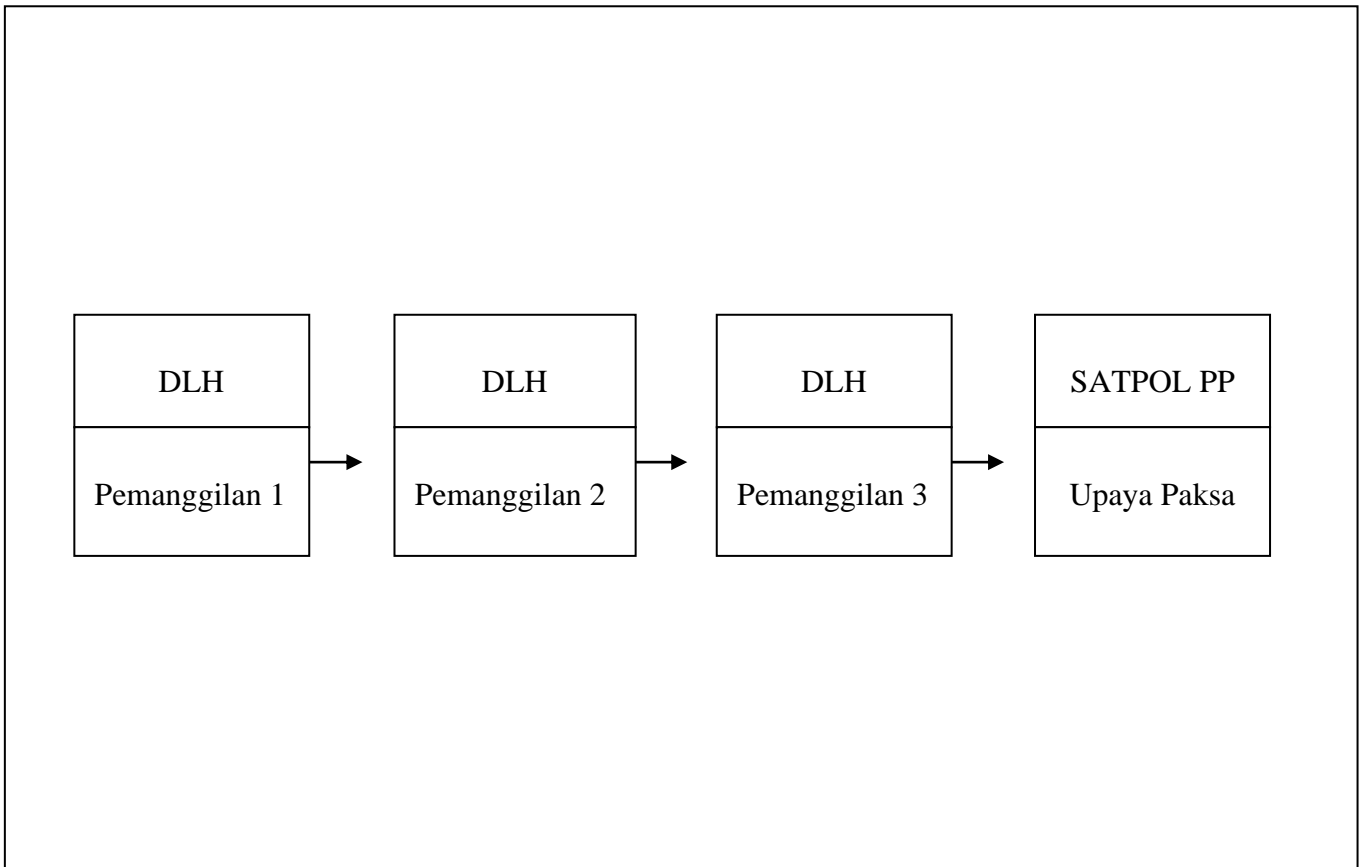 DLH
Pemanggilan 1
DLH
Pemanggilan 2
DLH
Pemanggilan 3
SATPOL PP
Upaya Paksa